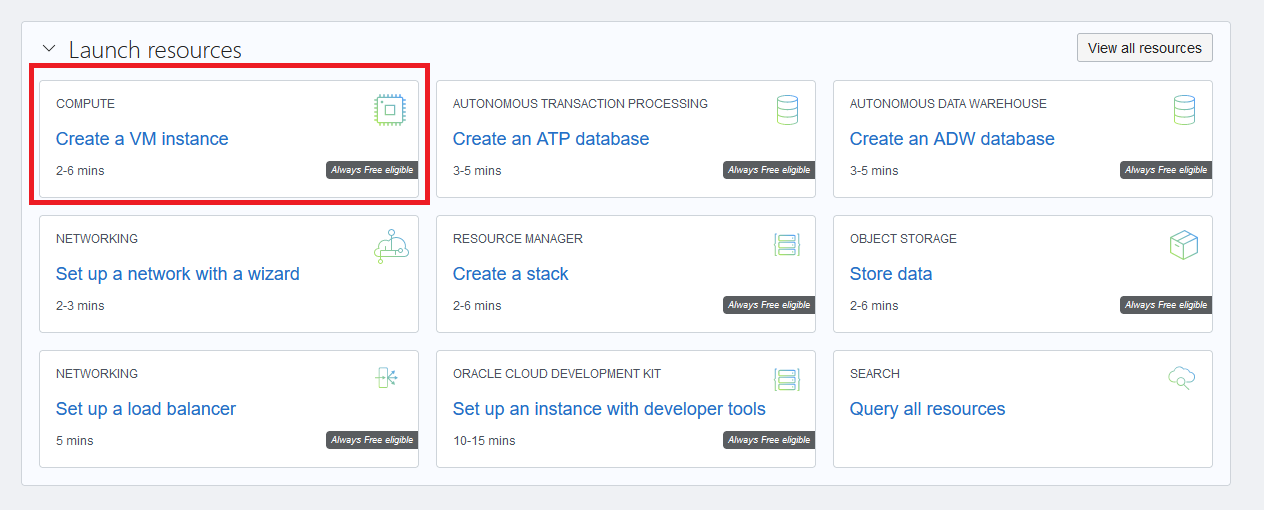 Launch resources
View all resources
COMPUTE
Create a VM instance
2-6 mins
Always Free eligible
AUTONOMOUS TRANSACTION PROCESSING
Create an ATP database
3-5 mins
Always Free eligible
AUTONOMOUS DATA WAREHOUSE
Create an ADW database
3-5 mins
Always Free eligible
NETWORKING
Set up a network with a wizard
2-3 mins
RESOURCE MANAGER
Create a stack
2-6 mins
Always Free eligible
OBJECT STORAGE
Store data
2-6 mins
Always Free eligible
NETWORKING
Set up a load balancer
5 mins
Always Free eligible
ORACLE CLOUD DEVELOPMENT KIT
Set up an instance with developer tools
10-15 mins
Always Free eligible
SEARCH
Query all resources